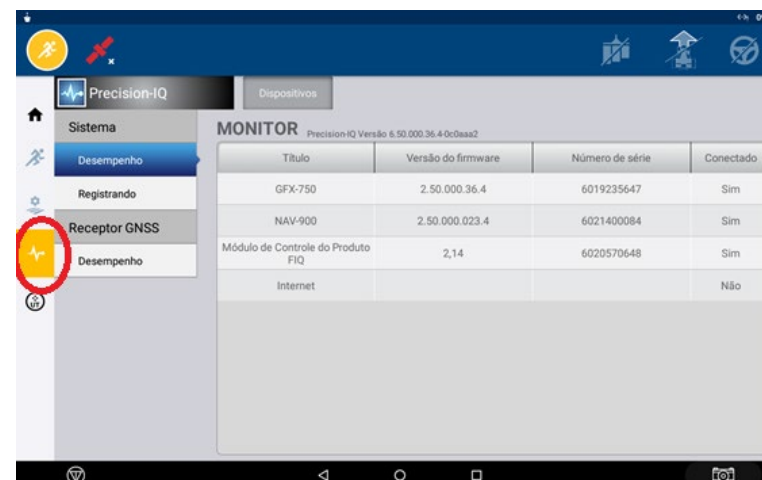 Precision-IQ
Dispositivos
Sistema
Desempenho
Registrando
Receptor GNSS
Desempenho
UT
MONITOR Precision-IQ Versão 6.50.000.36.4-0c0aaa2
Título Versão do firmware Número de série Conectado
GFX-750 2.50.000.36.4 6019235647 Sim
NAV-900 2.50.000.023.4 6021400084 Sim
Módulo de Controle do Produto
FIQ 2,14 6020570648 Sim
Internet Não